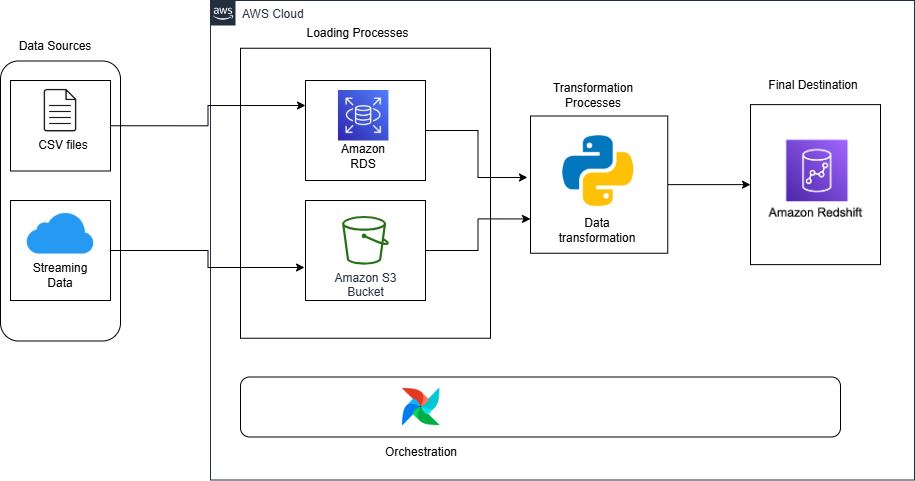 aws
AWS Cloud
Loading Processes
Data Sources
CSV files
Streaming
Data
Amazon
RDS
Amazon S3
Bucket
Transformation
Processes
Data
transformation
Final Destination
Amazon Redshift
Orchestration